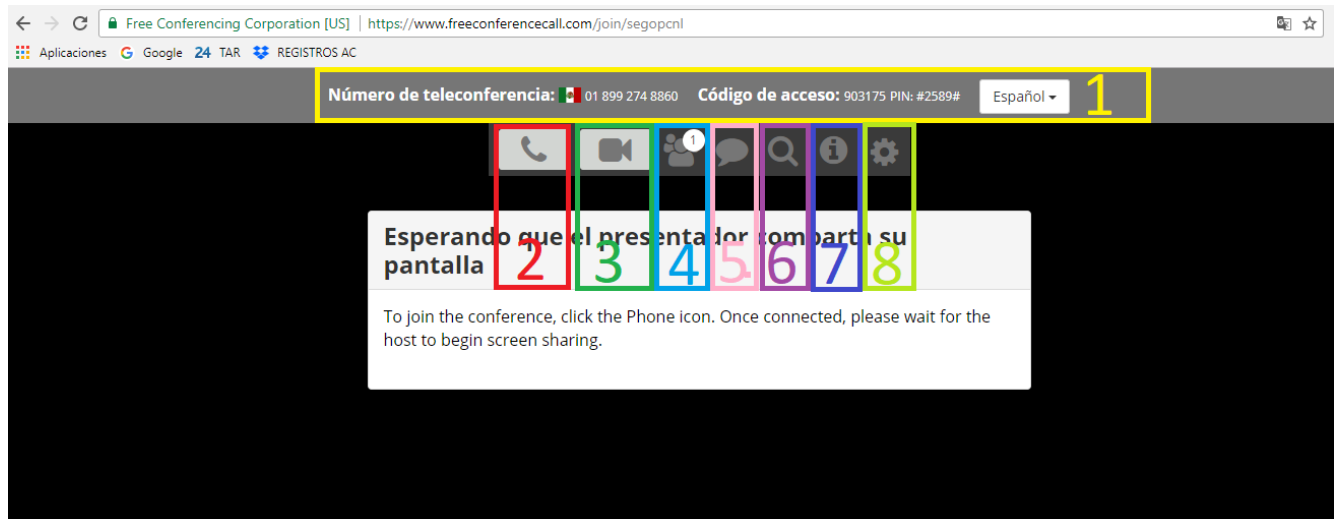 Free Conferencing Corporation [US] | https://www.freeconferencecall.com/join/segopcnl
Aplicaciones G Google 24 TAR REGISTROS AC
Número de teleconferencia: 01 899 274 8860 Código de acceso: 903175 PIN: #2589# Español 1
1
Esperando que el presentador comparta su
pantalla
2 3 4 5 6 7 8
To join the conference, click the Phone icon. Once connected, please wait for the
host to begin screen sharing.